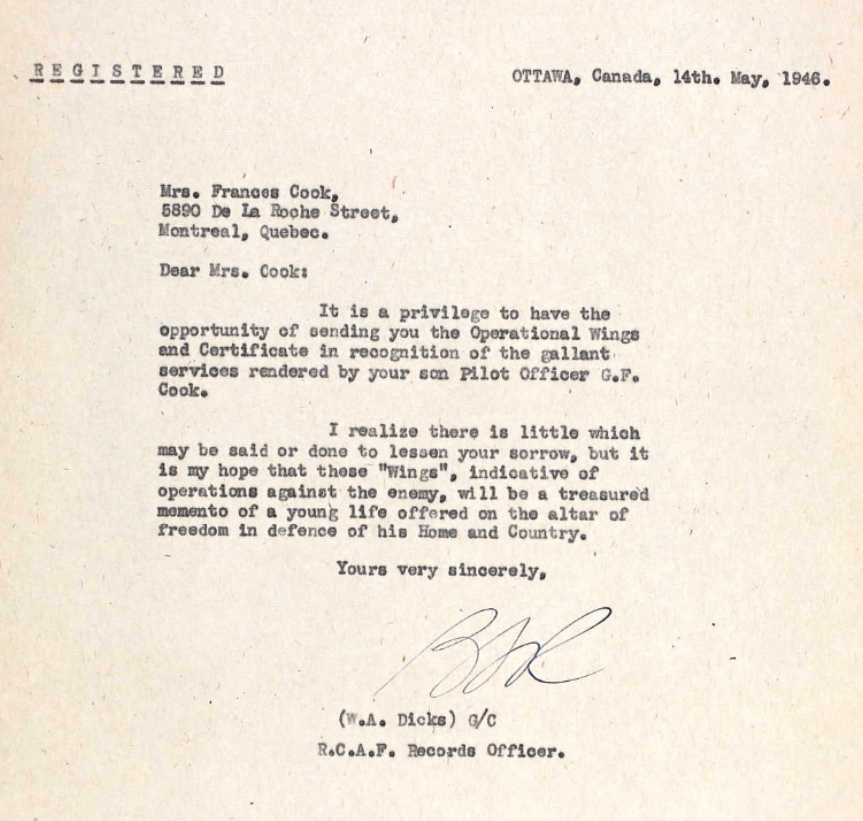 REGISTERED
OTTAWA, Canada, 14th. May, 1946.
Mrs. Frances Cook,
5890 De La Roche Street,
Montreal, Quebec.
Dear Mrs. Cook:
It is a privilege to have the
opportunity of sending you the Operational Wings
and Certificate in recognition of the gallant
services rendered by your son Pilot Officer G.F.
Cook.
I realize there is little which
may be said or done to lessen your sorrow, but it
is my hope that these "Wings", indicative of
operations against the enemy, will be a treasured
memento of a young life offered on the altar of
freedom in defence of his Home and Country.
Yours very sincerely,
(W.A. Dicks) G/C
R.C.A.F. Records Officer.